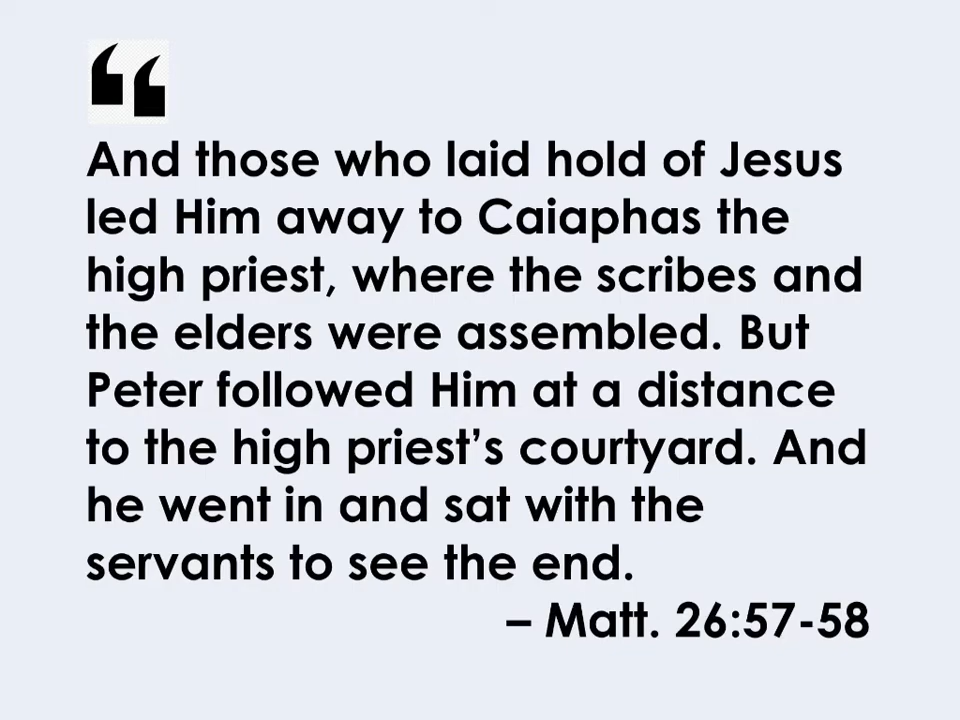 “
And those who laid hold of Jesus
led Him away to Caiaphas the
high priest, where the scribes and
the elders were assembled. But
Peter followed Him at a distance
to the high priest’s courtyard. And
he went in and sat with the
servants to see the end.
– Matt. 26:57-58